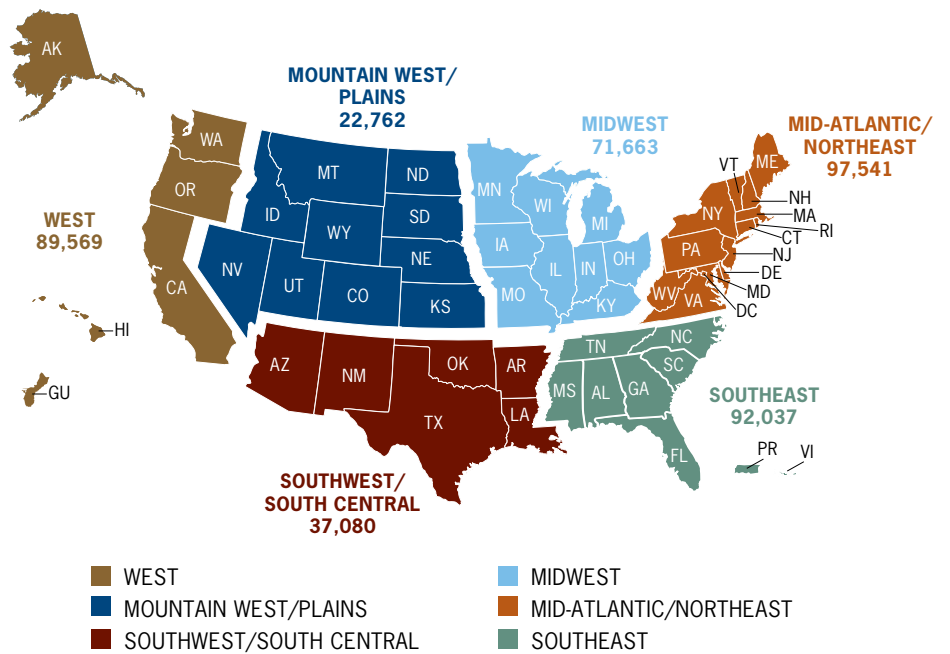 AK
MOUNTAIN WEST/
PLAINS
22,762
MIDWEST
71,663
MID-ATLANTIC/
NORTHEAST
97,541
WEST
89,569
WA
OR
CA
HI
GU
MT
ND
ID
WY
SD
NE
NV
UT
CO
KS
MN
WI
MI
IA
IL
IN
OH
MO
KY
ME
VT
NH
NY
MA
RI
CT
PA
NJ
DE
MD
DC
WV
VA
AZ
NM
OK
AR
TX
LA
TN
NC
SC
MS
AL
GA
FL
PR
VI
SOUTHEAST
92,037
SOUTHWEST/
SOUTH CENTRAL
37,080
WEST
MOUNTAIN WEST/PLAINS
SOUTHWEST/SOUTH CENTRAL
MIDWEST
MID-ATLANTIC/NORTHEAST
SOUTHEAST